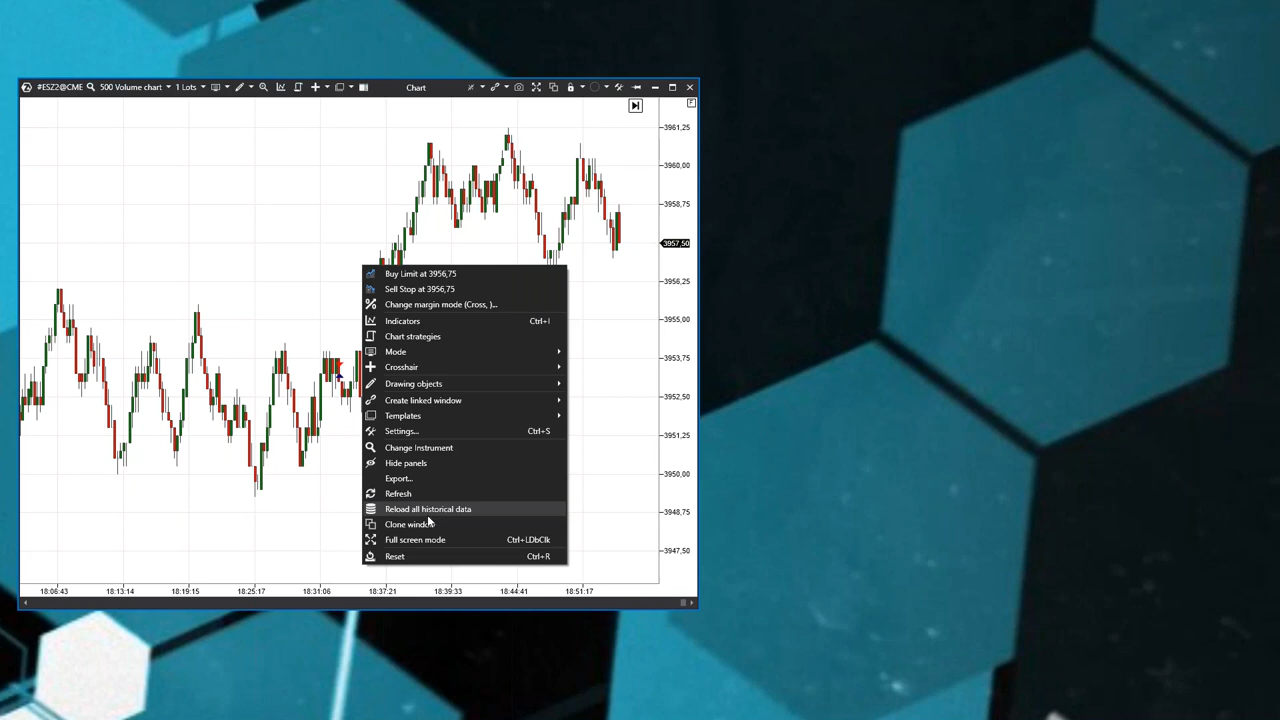 #ESZ2@CME 500 Volume chart 1 Lots Chart
F
3961,25
3960,00
3958,75
3957,50
3956,25
3955,00
3953,75
3952,50
3951,25
3950,00
3948,75
3947,50
Buy Limit at 3956,75
Sell Stop at 3956,75
Change margin mode (Cross, )...
Indicators Ctrl+I
Chart strategies
Mode
Crosshair
Drawing objects
Create linked window
Templates
Settings... Ctrl+S
Change Instrument
Hide panels
Export...
Refresh
Reload all historical data
Clone window
Full screen mode Ctrl+LDbClk
Reset Ctrl+R
18:06:43 18:13:14 18:19:15 18:25:17 18:31:06 18:37:21 18:39:33 18:44:41 18:51:17